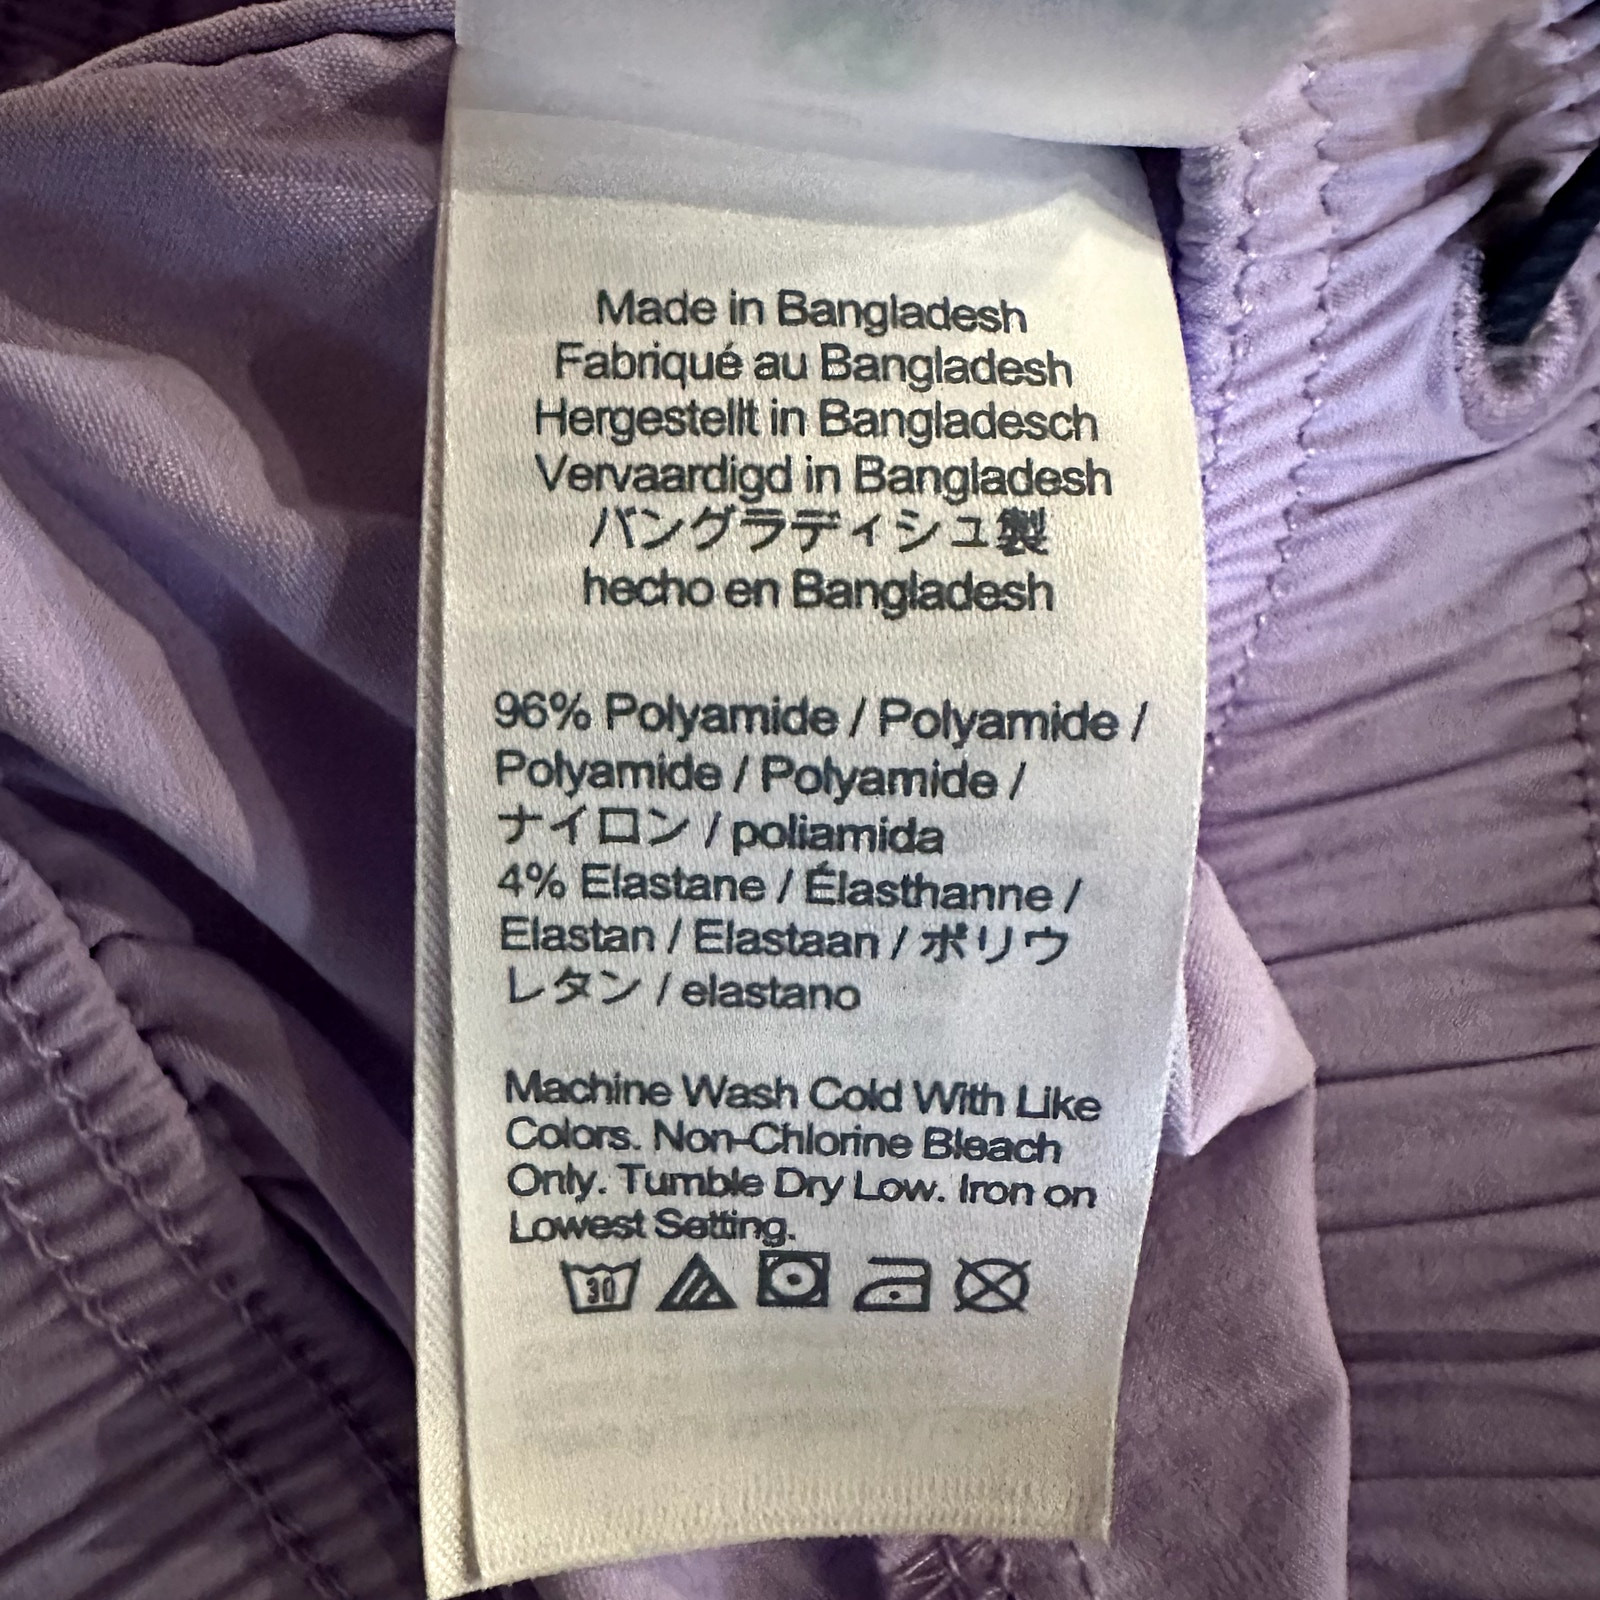 Made in Bangladesh
Fabriqué au Bangladesh
Hergestellt in Bangladesch
Vervaardigd in Bangladesh
バングラディシュ製
hecho en Bangladesh
96% Polyamide / Polyamide /
Polyamide / Polyamide /
ナイロン / poliamida
4% Elastane / Élasthanne /
Elastan / Elastaan / ポリウ
レタン / elastano
Machine Wash Cold With Like
Colors. Non-Chlorine Bleach
Only. Tumble Dry Low. Iron on
Lowest Setting.
30